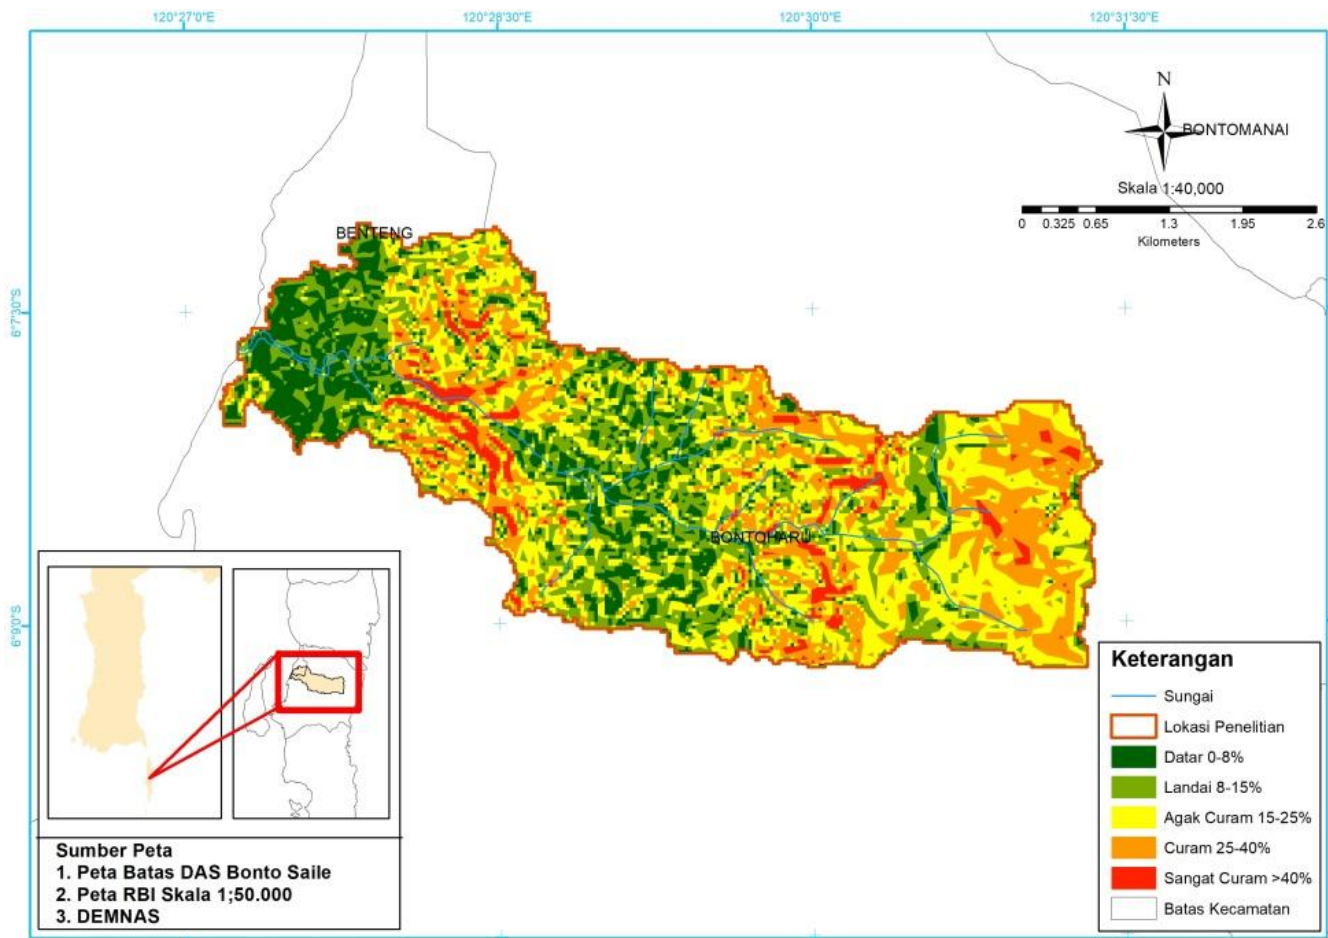 120°27'0"E
120°28'30"E
120°30'0"E
120°31'30"E
N
BONTOMANAI
Skala 1:40,000
0 0.325 0.65 1.3 1.95 2.6
Kilometers
BENTENG
6°7'30"S
BONTOHARU
6°9'0"S
Keterangan
Sungai
Lokasi Penelitian
Datar 0-8%
Landai 8-15%
Agak Curam 15-25%
Curam 25-40%
Sangat Curam >40%
Batas Kecamatan
Sumber Peta
1. Peta Batas DAS Bonto Saile
2. Peta RBI Skala 1;50.000
3. DEMNAS